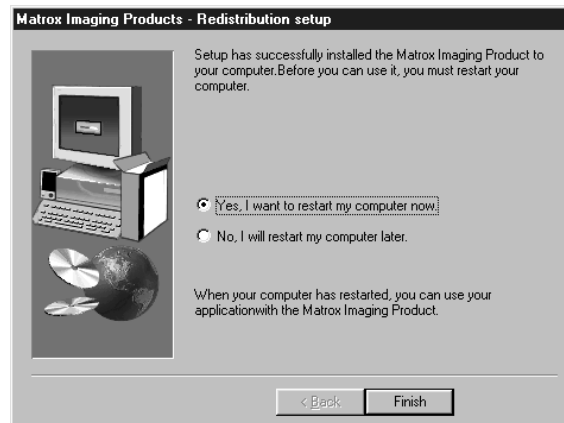 Matrox Imaging Products - Redistribution setup
Setup has successfully installed the Matrox Imaging Product to
your computer.Before you can use it, you must restart your
computer.
Yes, I want to restart my computer now.
No, I will restart my computer later.
When your computer has restarted, you can use your
applicationwith the Matrox Imaging Product.
< Back
Finish